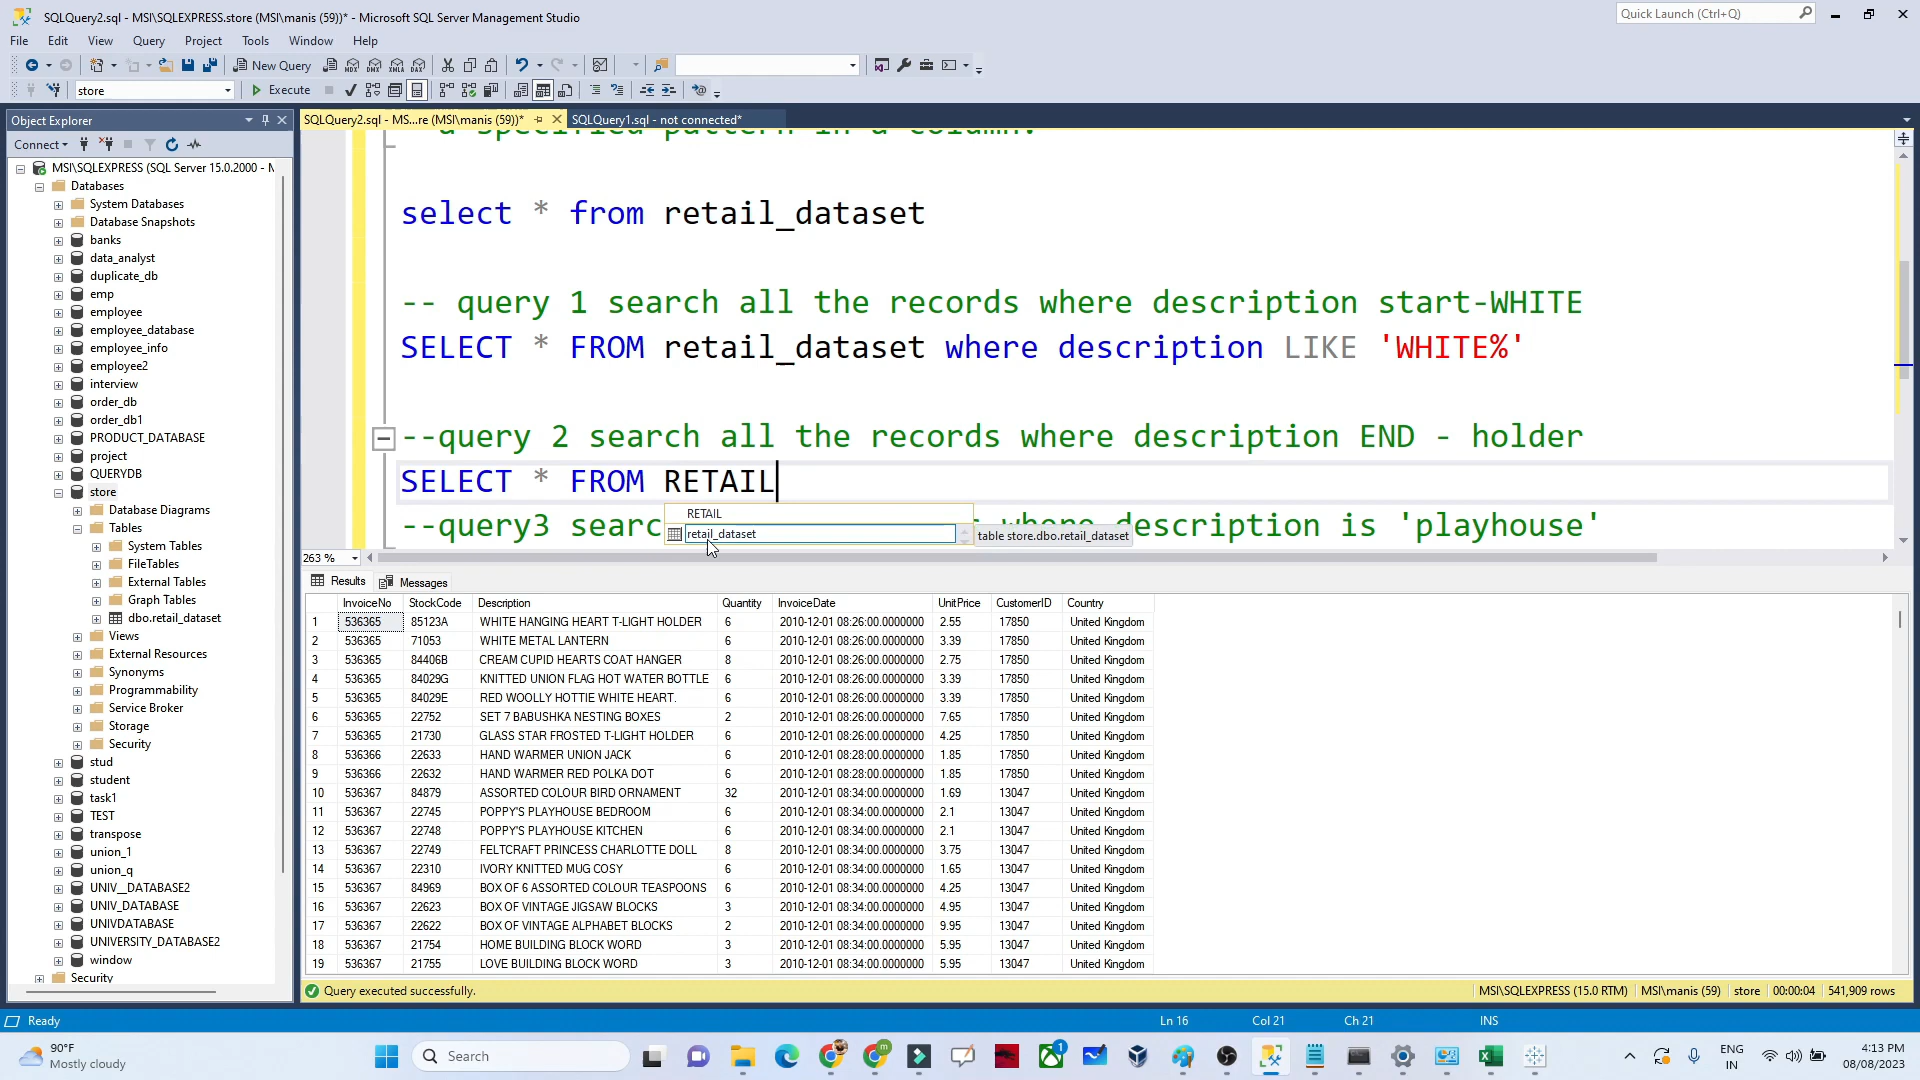 SQLQuery2.sql - MSI\SQLEXPRESS.store (MSI\manis (59))* - Microsoft SQL Server Management Studio
Quick Launch (Ctrl+Q)
File Edit View Query Project Tools Window Help
New Query
store
Execute
Object Explorer
SQLQuery2.sql - MS...re (MSI\manis (59))*
SQLQuery1.sql - not connected*
Connect
MSI\SQLEXPRESS (SQL Server 15.0.2000 - M
Databases
System Databases
Database Snapshots
banks
data_analyst
duplicate_db
emp
employee
employee_database
employee_info
employee2
interview
order_db
order_db1
PRODUCT_DATABASE
project
QUERYDB
store
Database Diagrams
Tables
System Tables
FileTables
External Tables
Graph Tables
dbo.retail_dataset
Views
External Resources
Synonyms
Programmability
Service Broker
Storage
Security
stud
student
task1
TEST
transpose
union_1
union_q
UNIV__DATABASE2
UNIV_DATABASE
UNIVDATABASE
UNIVERSITY_DATABASE2
window
Security
a specified pattern in a column.
select * from retail_dataset
-- query 1 search all the records where description start-WHITE
SELECT * FROM retail_dataset where description LIKE 'WHITE%'
--query 2 search all the records where description END - holder
SELECT * FROM RETAIL
RETAIL
retail_dataset
table store.dbo.retail_dataset
--query3 searc where description is 'playhouse'
263 %
Results Messages
InvoiceNo StockCode Description Quantity InvoiceDate UnitPrice CustomerID Country
1 536365 85123A WHITE HANGING HEART T-LIGHT HOLDER 6 2010-12-01 08:26:00.0000000 2.55 17850 United Kingdom
2 536365 71053 WHITE METAL LANTERN 6 2010-12-01 08:26:00.0000000 3.39 17850 United Kingdom
3 536365 84406B CREAM CUPID HEARTS COAT HANGER 8 2010-12-01 08:26:00.0000000 2.75 17850 United Kingdom
4 536365 84029G KNITTED UNION FLAG HOT WATER BOTTLE 6 2010-12-01 08:26:00.0000000 3.39 17850 United Kingdom
5 536365 84029E RED WOOLLY HOTTIE WHITE HEART. 6 2010-12-01 08:26:00.0000000 3.39 17850 United Kingdom
6 536365 22752 SET 7 BABUSHKA NESTING BOXES 2 2010-12-01 08:26:00.0000000 7.65 17850 United Kingdom
7 536365 21730 GLASS STAR FROSTED T-LIGHT HOLDER 6 2010-12-01 08:26:00.0000000 4.25 17850 United Kingdom
8 536366 22633 HAND WARMER UNION JACK 6 2010-12-01 08:28:00.0000000 1.85 17850 United Kingdom
9 536366 22632 HAND WARMER RED POLKA DOT 6 2010-12-01 08:28:00.0000000 1.85 17850 United Kingdom
10 536367 84879 ASSORTED COLOUR BIRD ORNAMENT 32 2010-12-01 08:34:00.0000000 1.69 13047 United Kingdom
11 536367 22745 POPPY'S PLAYHOUSE BEDROOM 6 2010-12-01 08:34:00.0000000 2.1 13047 United Kingdom
12 536367 22748 POPPY'S PLAYHOUSE KITCHEN 6 2010-12-01 08:34:00.0000000 2.1 13047 United Kingdom
13 536367 22749 FELTCRAFT PRINCESS CHARLOTTE DOLL 8 2010-12-01 08:34:00.0000000 3.75 13047 United Kingdom
14 536367 22310 IVORY KNITTED MUG COSY 6 2010-12-01 08:34:00.0000000 1.65 13047 United Kingdom
15 536367 84969 BOX OF 6 ASSORTED COLOUR TEASPOONS 6 2010-12-01 08:34:00.0000000 4.25 13047 United Kingdom
16 536367 22623 BOX OF VINTAGE JIGSAW BLOCKS 3 2010-12-01 08:34:00.0000000 4.95 13047 United Kingdom
17 536367 22622 BOX OF VINTAGE ALPHABET BLOCKS 2 2010-12-01 08:34:00.0000000 9.95 13047 United Kingdom
18 536367 21754 HOME BUILDING BLOCK WORD 3 2010-12-01 08:34:00.0000000 5.95 13047 United Kingdom
19 536367 21755 LOVE BUILDING BLOCK WORD 3 2010-12-01 08:34:00.0000000 5.95 13047 United Kingdom
Query executed successfully.
MSI\SQLEXPRESS (15.0 RTM) MSI\manis (59) store 00:00:04 541,909 rows
Ready
Ln 16 Col 21 Ch 21 INS
90°F
Mostly cloudy
Search
ENG
IN
4:13 PM
08/08/2023